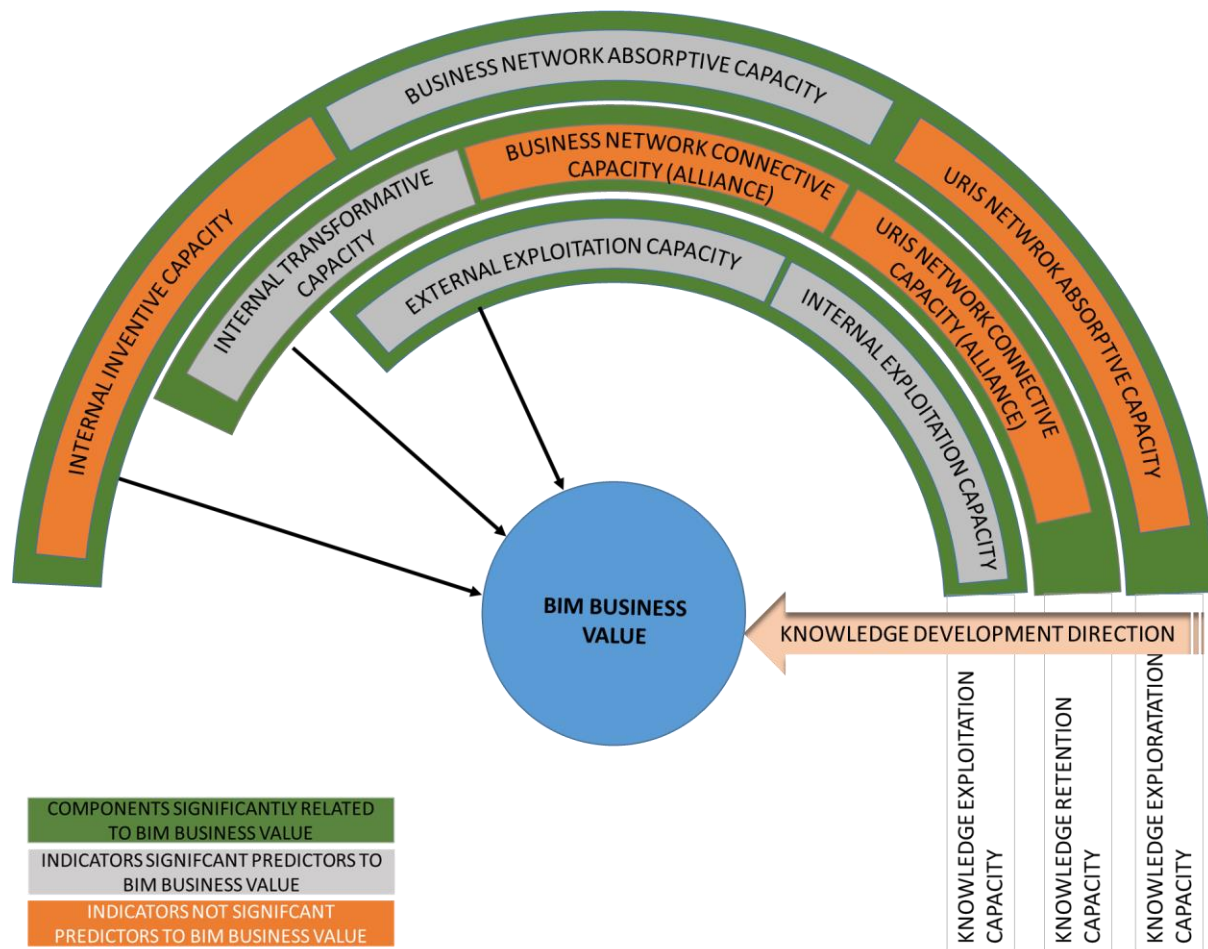 BUSINESS NETWORK ABSORPTIVE CAPACITY
INTERNAL INVENTIVE CAPACITY
URIS NETWROK ABSORPTIVE CAPACITY
INTERNAL TRANSFORMATIVE
CAPACITY
BUSINESS NETWORK CONNECTIVE
CAPACITY (ALLIANCE)
URIS NETWORK CONNECTIVE
CAPACITY (ALLIANCE)
EXTERNAL EXPLOITATION CAPACITY
INTERNAL EXPLOITATION CAPACITY
BIM BUSINESS
VALUE
KNOWLEDGE DEVELOPMENT DIRECTION
KNOWLEDGE EXPLOITATION
CAPACITY
KNOWLEDGE RETENTION
CAPACITY
KNOWLEDGE EXPLORATATION
CAPACITY
COMPONENTS SIGNIFICANTLY RELATED
TO BIM BUSINESS VALUE
INDICATORS SIGNIFCANT PREDICTORS TO
BIM BUSINESS VALUE
INDICATORS NOT SIGNIFCANT
PREDICTORS TO BIM BUSINESS VALUE